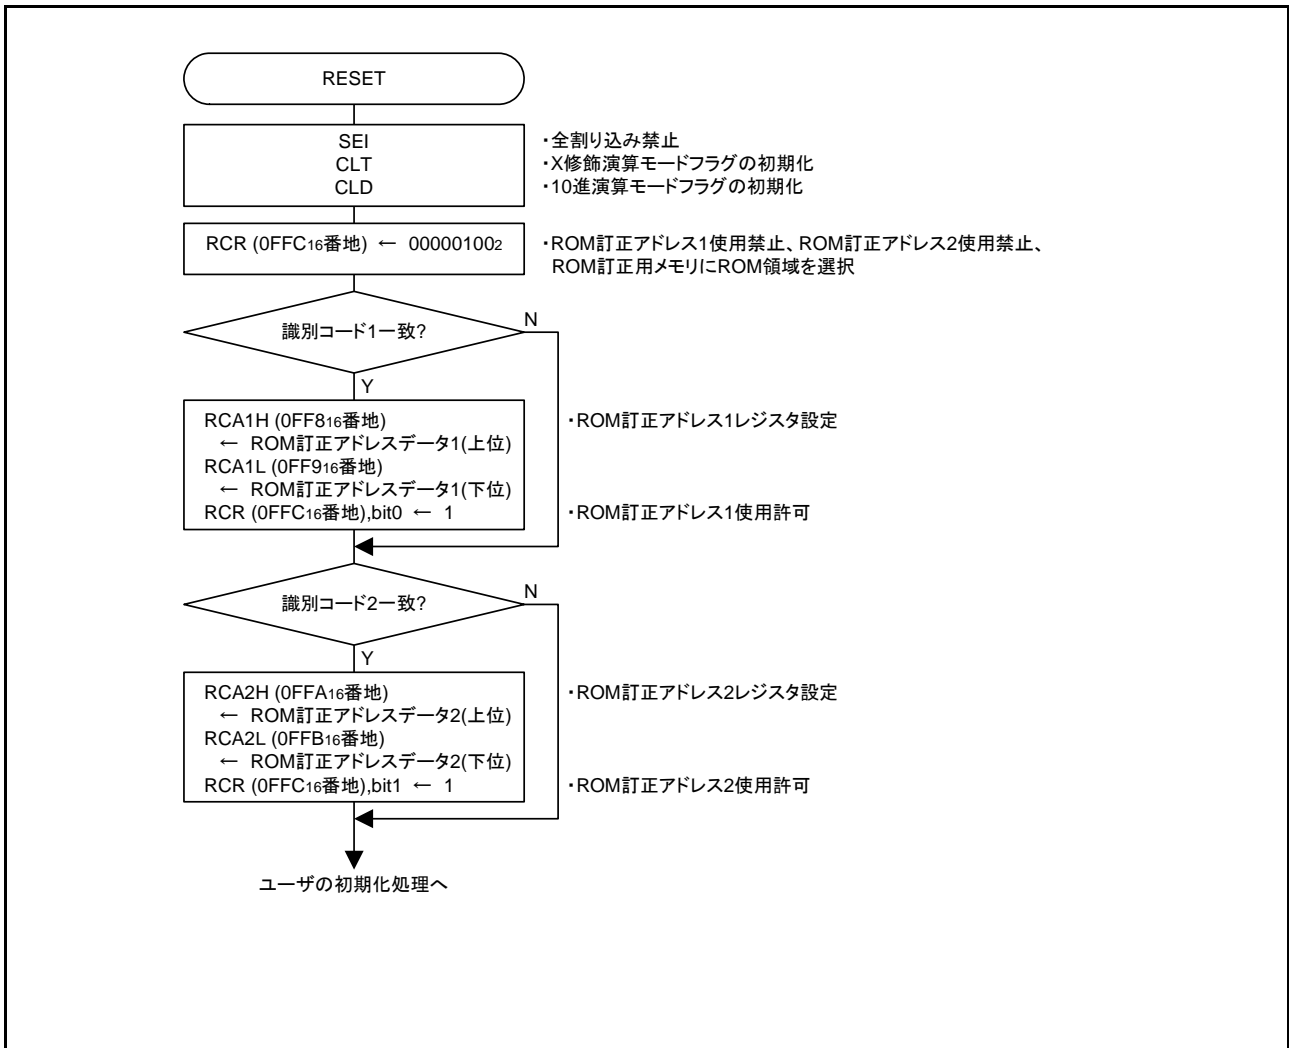 RESET
SEI
CLT
CLD
・全割り込み禁止
・X修飾演算モードフラグの初期化
・10進演算モードフラグの初期化
RCR (0FFC16番地) ← 000001002
・ROM訂正アドレス1使用禁止、ROM訂正アドレス2使用禁止、
ROM訂正用メモリにROM領域を選択
識別コード1一致?
N
Y
RCA1H (0FF816番地)
← ROM訂正アドレスデータ1(上位)
RCA1L (0FF916番地)
← ROM訂正アドレスデータ1(下位)
RCR (0FFC16番地),bit0 ← 1
・ROM訂正アドレス1レジスタ設定
・ROM訂正アドレス1使用許可
識別コード2一致?
N
Y
RCA2H (0FFA16番地)
← ROM訂正アドレスデータ2(上位)
RCA2L (0FFB16番地)
← ROM訂正アドレスデータ2(下位)
RCR (0FFC16番地),bit1 ← 1
・ROM訂正アドレス2レジスタ設定
・ROM訂正アドレス2使用許可
ユーザの初期化処理へ